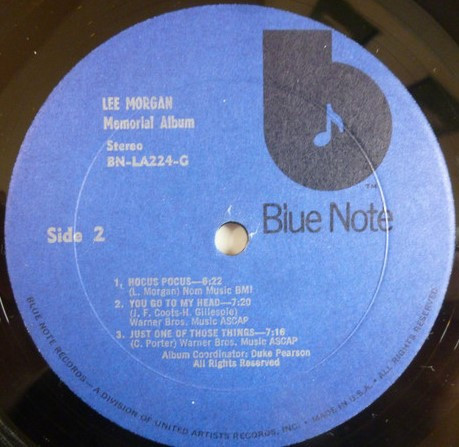 LEE MORGAN
Memorial Album
Stereo
BN-LA224-G
TM
Blue Note
Side 2
1. HOCUS POCUS—6:22
(L. Morgan) Nom Music BMI
2. YOU GO TO MY HEAD—7:20
(J. F. Coots-H. Gillespie)
Warner Bros. Music ASCAP
3. JUST ONE OF THOSE THINGS—7:16
(C. Porter) Warner Bros. Music ASCAP
Album Coordinator: Duke Pearson
All Rights Reserved
BLUE NOTE RECORDS—A DIVISION OF UNITED ARTISTS RECORDS, INC. • MADE IN U.S.A. • ALL RIGHTS RESERVED.